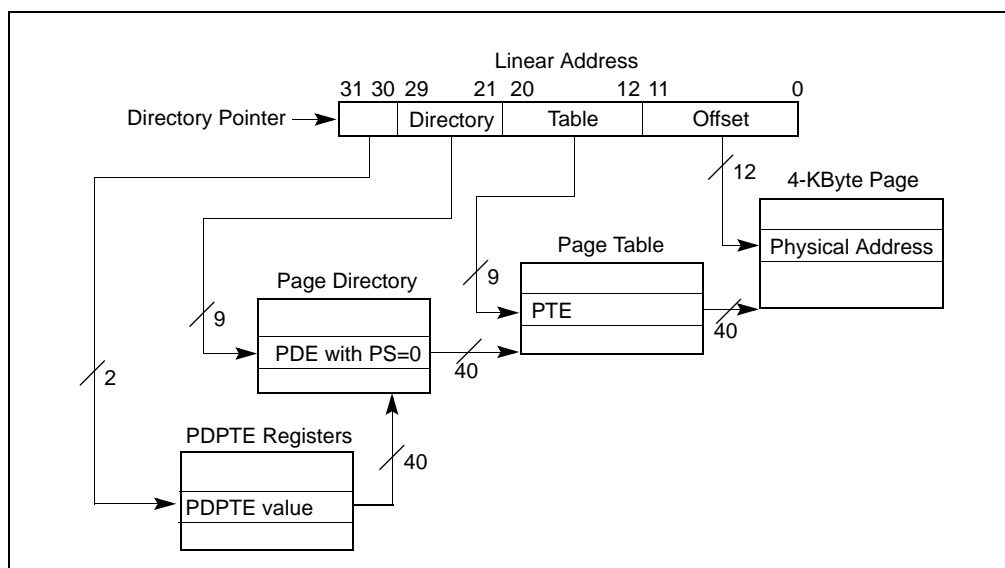 Linear Address
31 30 29 21 20 12 11 0
Directory Pointer
Directory Table Offset
12
4-KByte Page
Physical Address
Page Table
9
PTE
40
Page Directory
9
PDE with PS=0
40
2
PDPTE Registers
40
PDPTE value